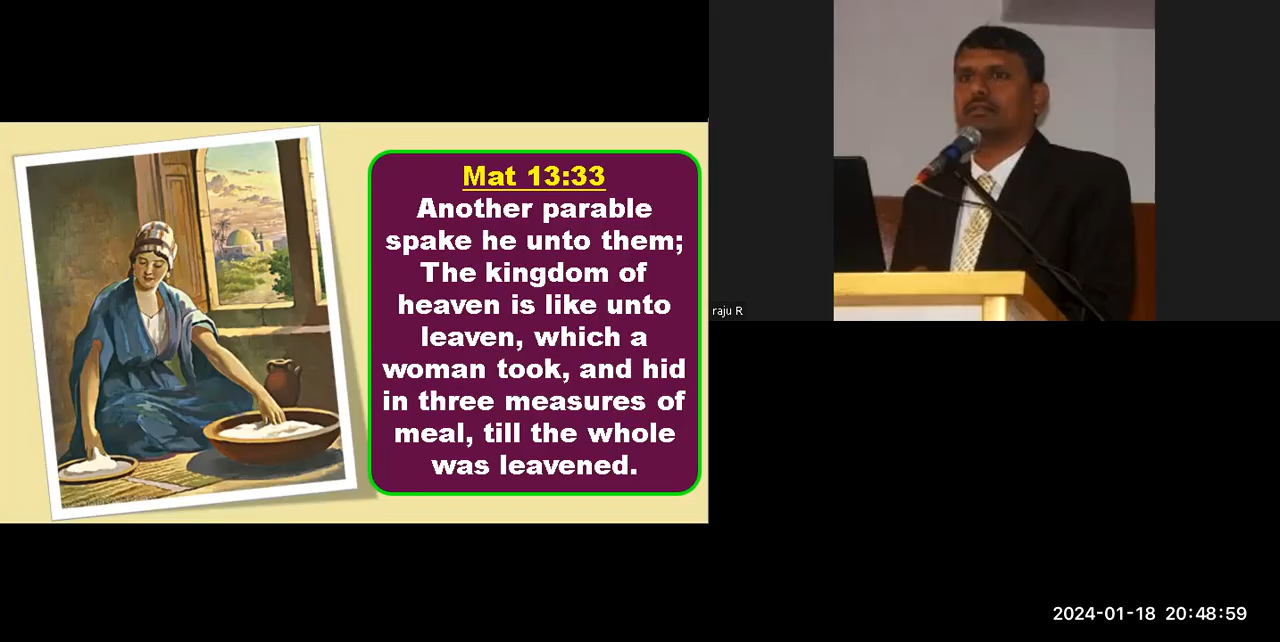 Mat 13:33
Another parable
spake he unto them;
The kingdom of
heaven is like unto
leaven, which a
woman took, and hid
in three measures of
meal, till the whole
was leavened.
raju R
2024-01-18 20:48:59